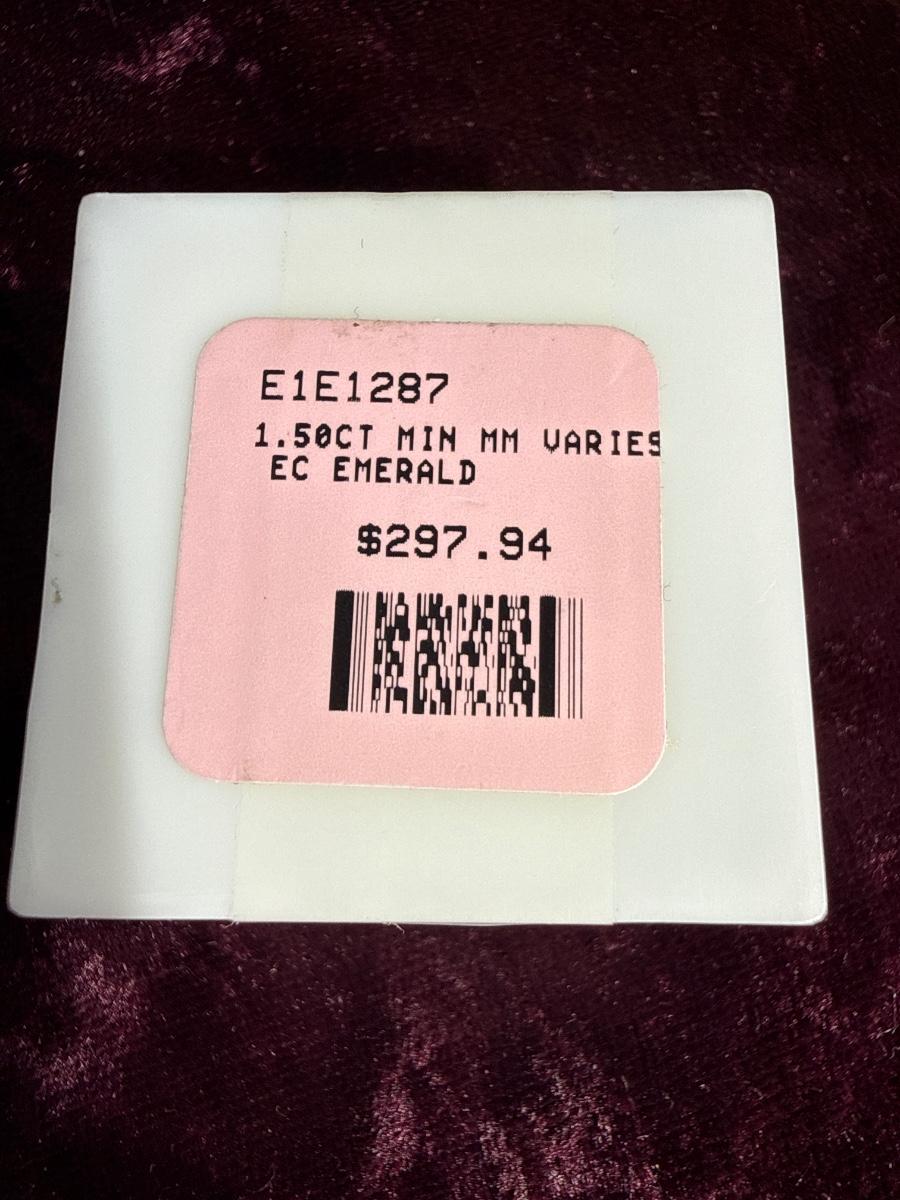 E1E1287
1.50CT MIN MM VARIES
EC EMERALD
$297.94